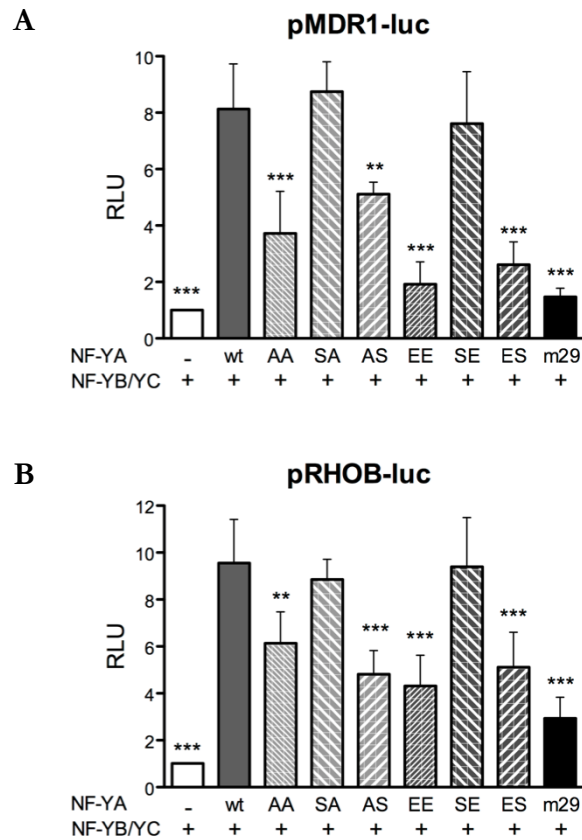 A
pMDR1-luc
10
8
6
4
2
0
RLU
***
***
**
***
***
***
NF-YA - wt AA SA AS EE SE ES m29
NF-YB/YC + + + + + + + + +
B
pRHOB-luc
12
10
8
6
4
2
0
RLU
***
**
***
***
***
***
NF-YA - wt AA SA AS EE SE ES m29
NF-YB/YC + + + + + + + + +